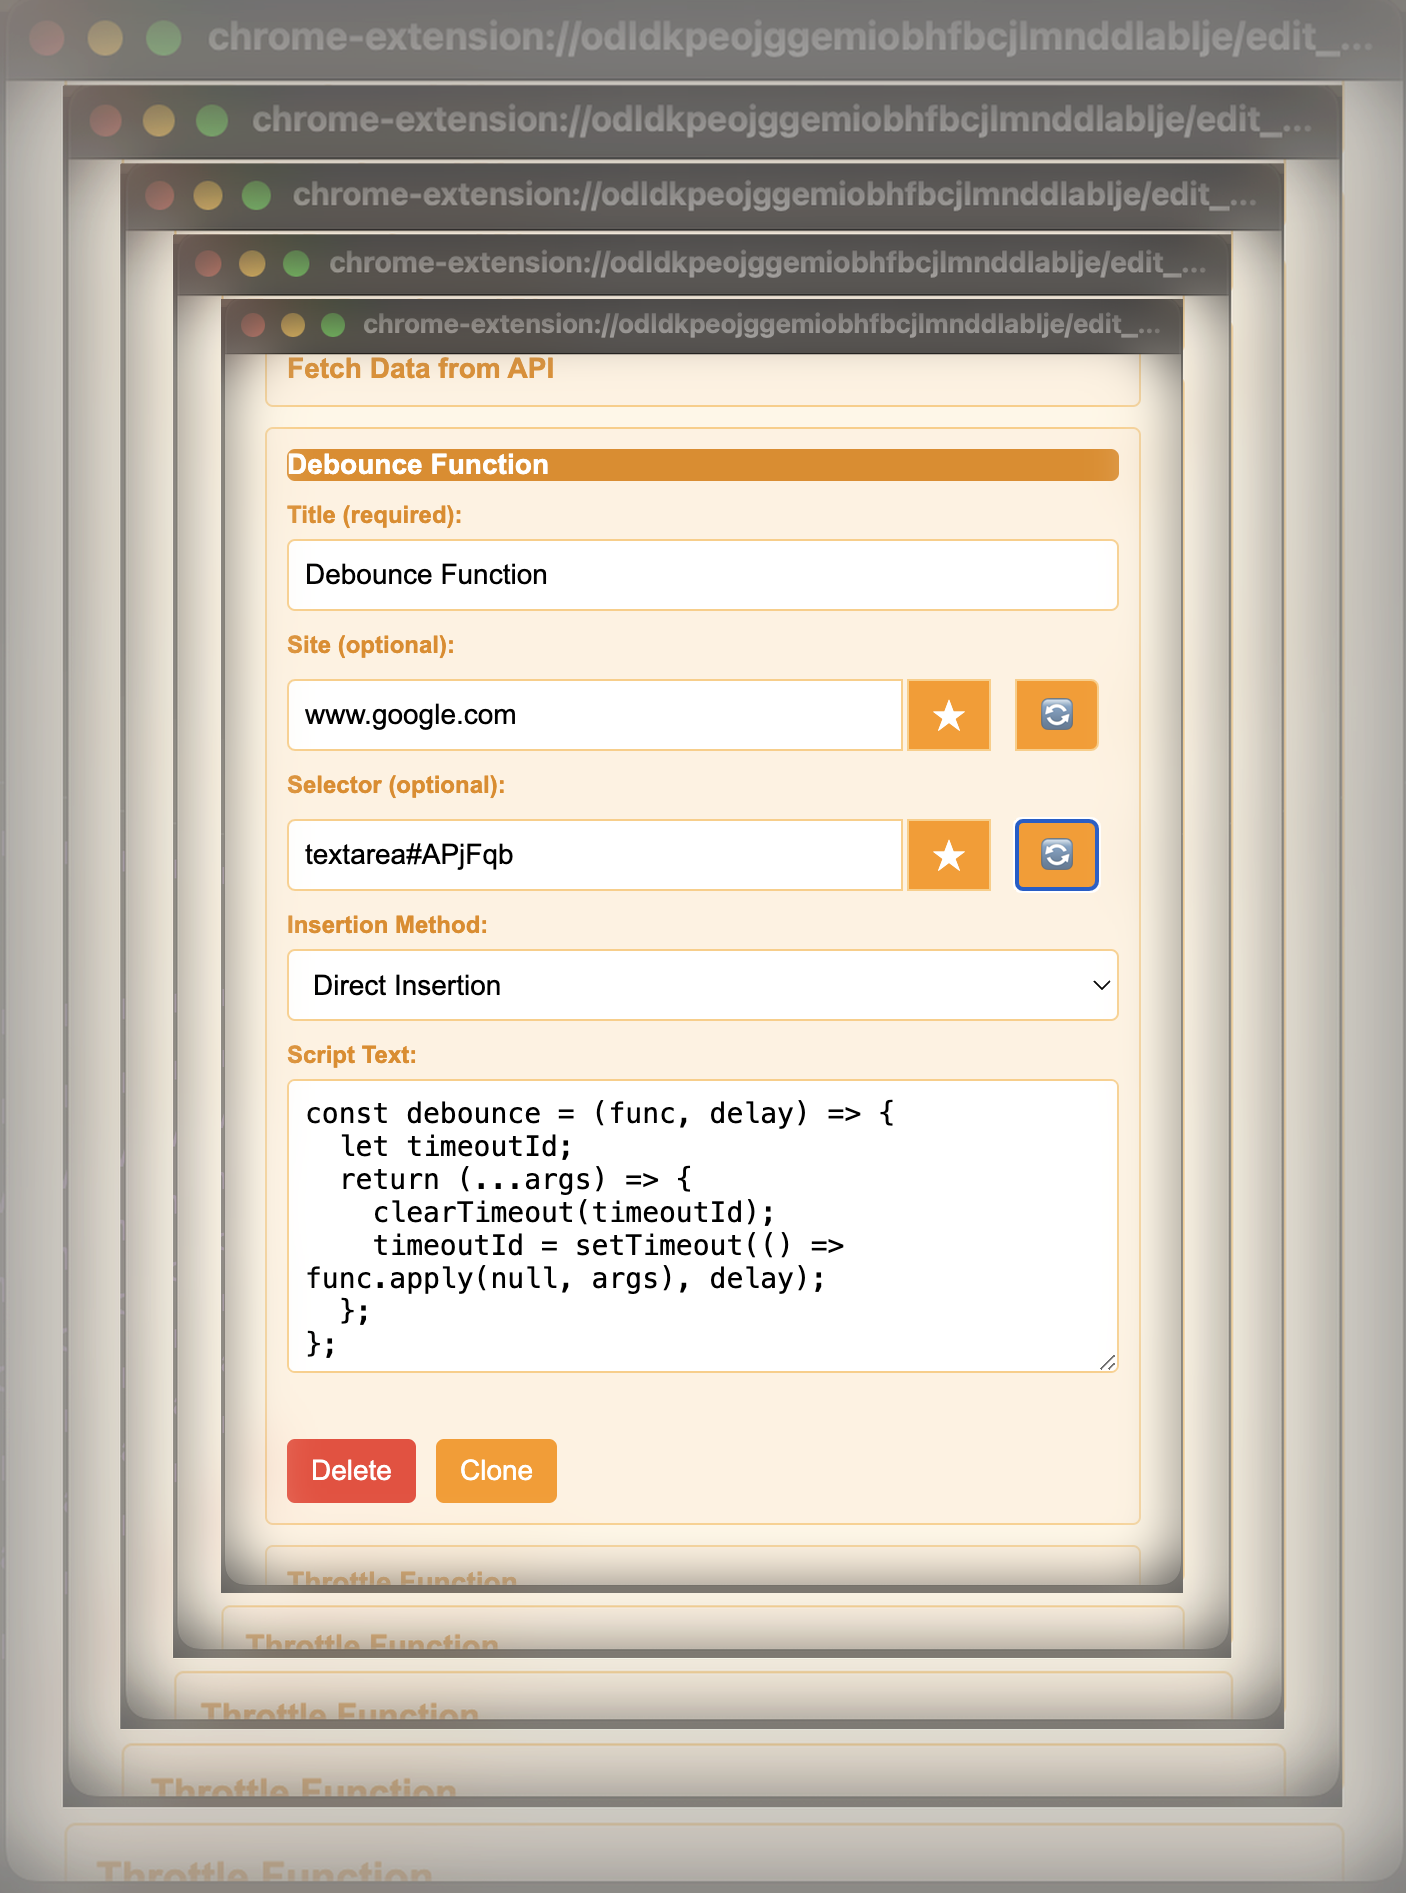 chrome-extension://odldkpeojggemiobhfbcjlmnddlablje/edit_...
chrome-extension://odldkpeojggemiobhfbcjlmnddlablje/edit_...
chrome-extension://odldkpeojggemiobhfbcjlmnddlablje/edit_...
chrome-extension://odldkpeojggemiobhfbcjlmnddlablje/edit_...
chrome-extension://odldkpeojggemiobhfbcjlmnddlablje/edit_...
Fetch Data from API
Debounce Function
Title (required):
Debounce Function
Site (optional):
www.google.com
Selector (optional):
textarea#APjFqb
Insertion Method:
Direct Insertion
Script Text:
const debounce = (func, delay) => {
  let timeoutId;
  return (...args) => {
    clearTimeout(timeoutId);
    timeoutId = setTimeout(() =>
func.apply(null, args), delay);
  };
};
Delete Clone
Throttle Function
Throttle Function
Throttle Function
Throttle Function
Throttle Function